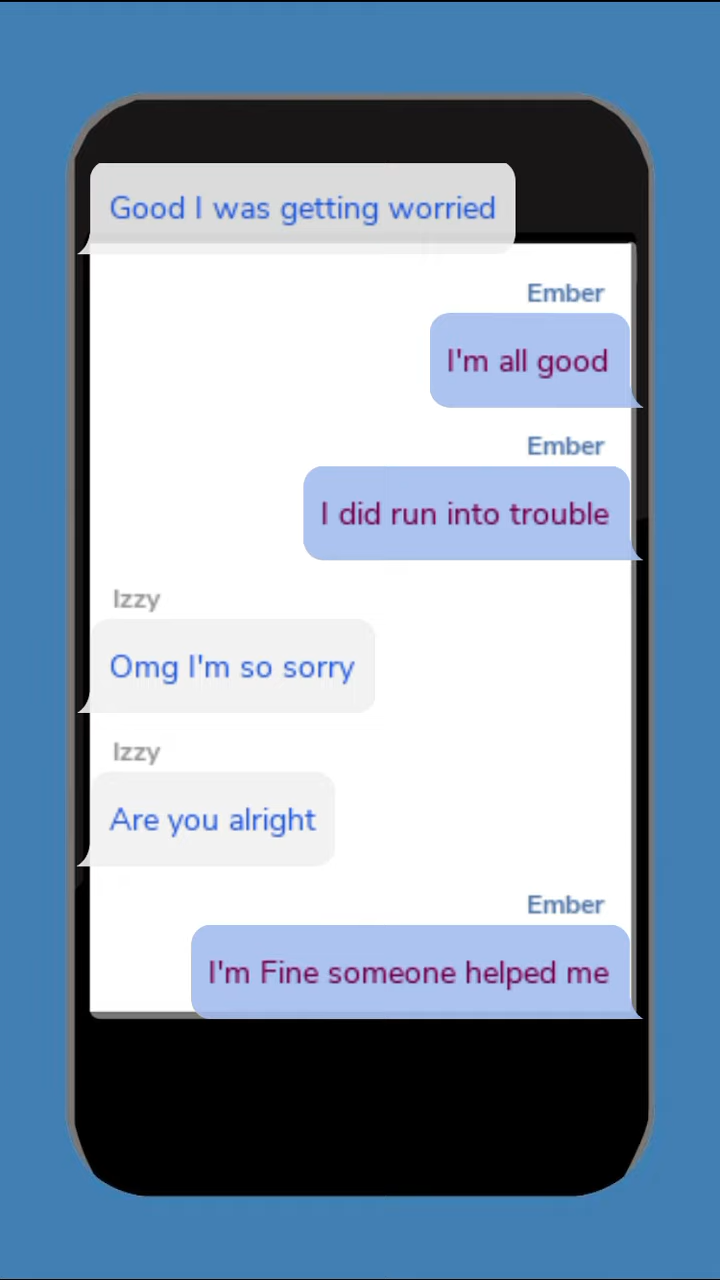 Good I was getting worried
Ember
I'm all good
Ember
I did run into trouble
Izzy
Omg I'm so sorry
Izzy
Are you alright
Ember
I'm Fine someone helped me